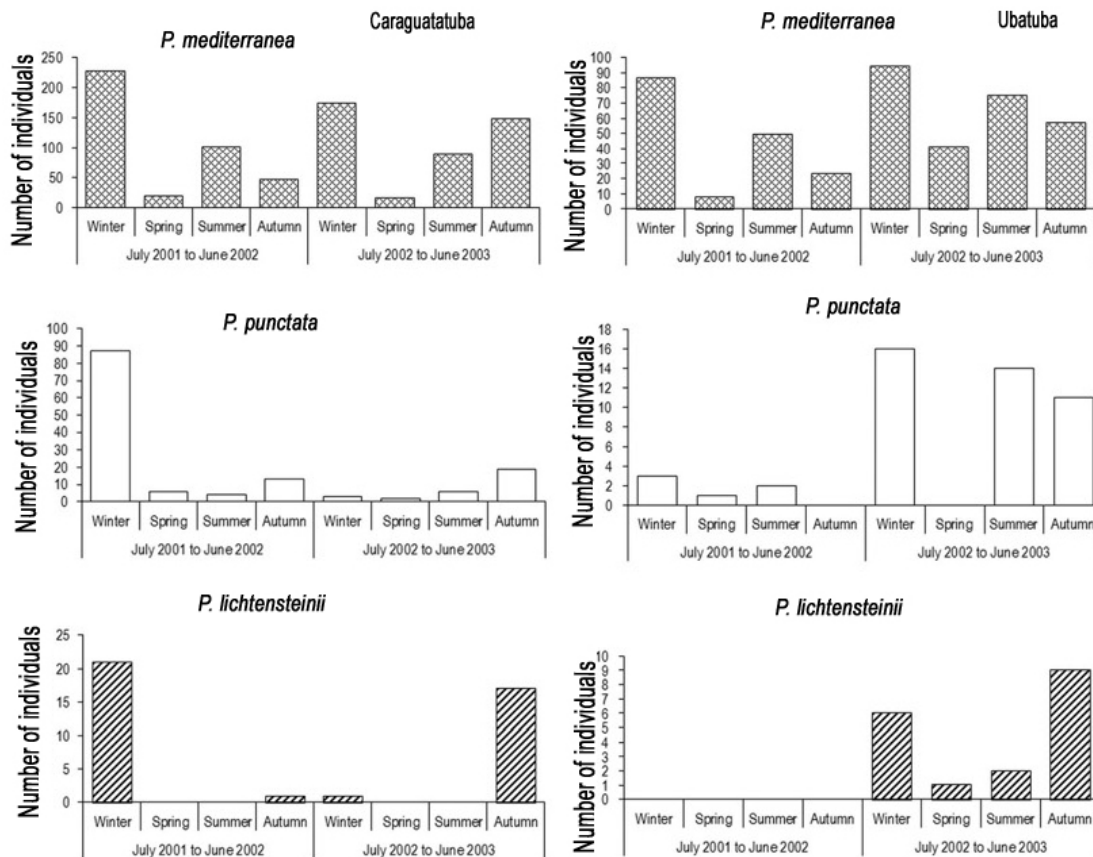 Caraguatatuba
P. mediterranea
Number of individuals
250
200
150
100
50
0
Winter Spring Summer Autumn Winter Spring Summer Autumn
July 2001 to June 2002 July 2002 to June 2003
Ubatuba
P. mediterranea
Number of individuals
100
90
80
70
60
50
40
30
20
10
0
Winter Spring Summer Autumn Winter Spring Summer Autumn
July 2001 to June 2002 July 2002 to June 2003
P. punctata
Number of individuals
100
90
80
70
60
50
40
30
20
10
0
Winter Spring Summer Autumn Winter Spring Summer Autumn
July 2001 to June 2002 July 2002 to June 2003
P. punctata
Number of individuals
18
16
14
12
10
8
6
4
2
0
Winter Spring Summer Autumn Winter Spring Summer Autumn
July 2001 to June 2002 July 2002 to June 2003
P. lichtensteinii
Number of individuals
25
20
15
10
5
0
Winter Spring Summer Autumn Winter Spring Summer Autumn
July 2001 to June 2002 July 2002 to June 2003
P. lichtensteinii
Number of individuals
10
9
8
7
6
5
4
3
2
1
0
Winter Spring Summer Autumn Winter Spring Summer Autumn
July 2001 to June 2002 July 2002 to June 2003